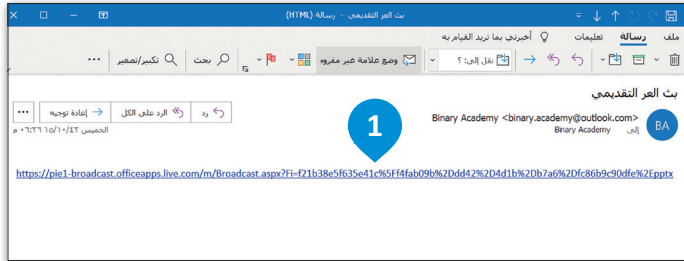 بث العر التقديمي - رسالة (HTML)
ملف رسالة تعليمات أخبرني بما تريد القيام به
نقل إلى: ؟ وضع علامة غير مقروء بحث تكبير/تصغير
بث العر التقديمي
BA
Binary Academy <binary.academy@outlook.com>
إلى Binary Academy
رد الرد على الكل إعادة توجيه
الخميس ١٥/١٠/٤٢ ٠٦:٢٦ م
1
https://pie1-broadcast.officeapps.live.com/m/Broadcast.aspx?Fi=f21b38e5f635e41c%5Ff4fab09b%2Ddd42%2D4d1b%2Db7a6%2Dfc86b9c90dfe%2Epptx